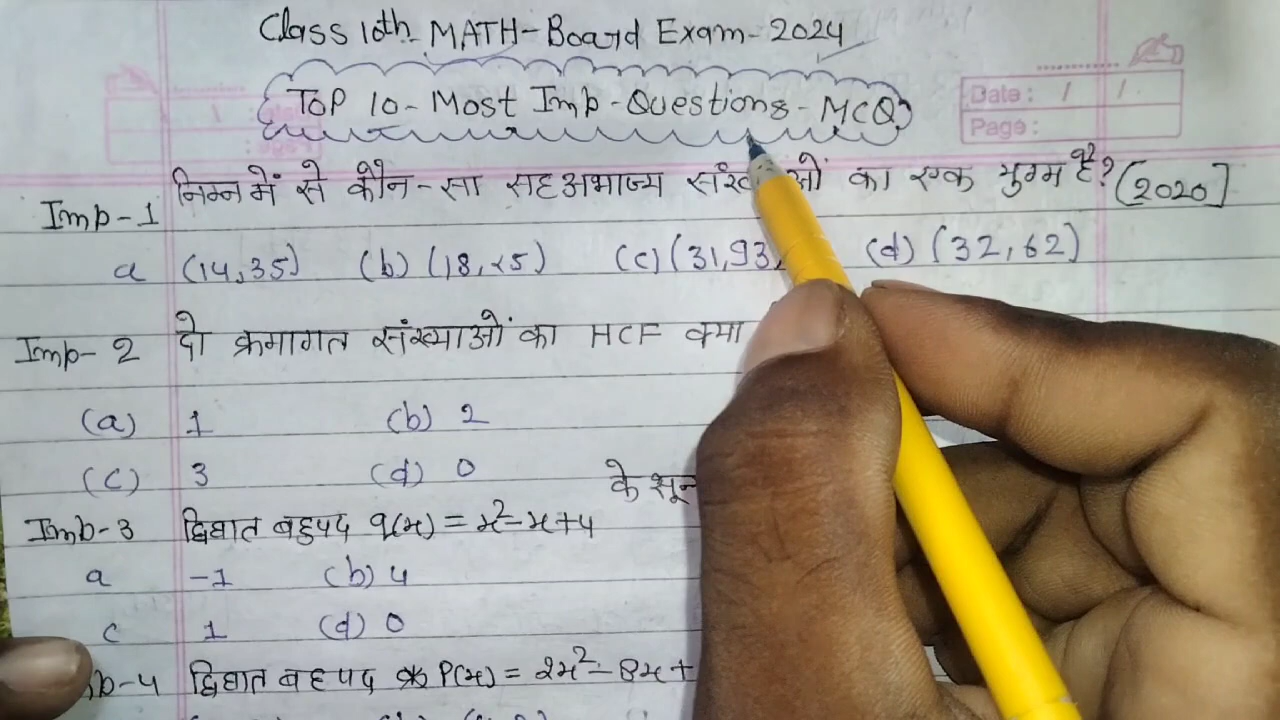 Class 10th MATH-Board Exam-2024
TOP 10-Most Imp-Questions-MCQ
Date : / /
Page :
Imp-1 निम्न में से कौन-सा सहअभाज्य का एक युग्म है? (2020]
a (14,35) (b) (18,25) (c) (31,93) (d) (32,62)
Imp-2 दो क्रमागत संख्याओं का HCF क्या
(a) 1 (b) 2
(C) 3 (d) 0
के
Imp-3 द्विघात बहुपद q(x) = x²-x+4
a -1 (b) 4
c 1 (d) 0
द्विघात बहुपद P(x) = 2x²-8x+